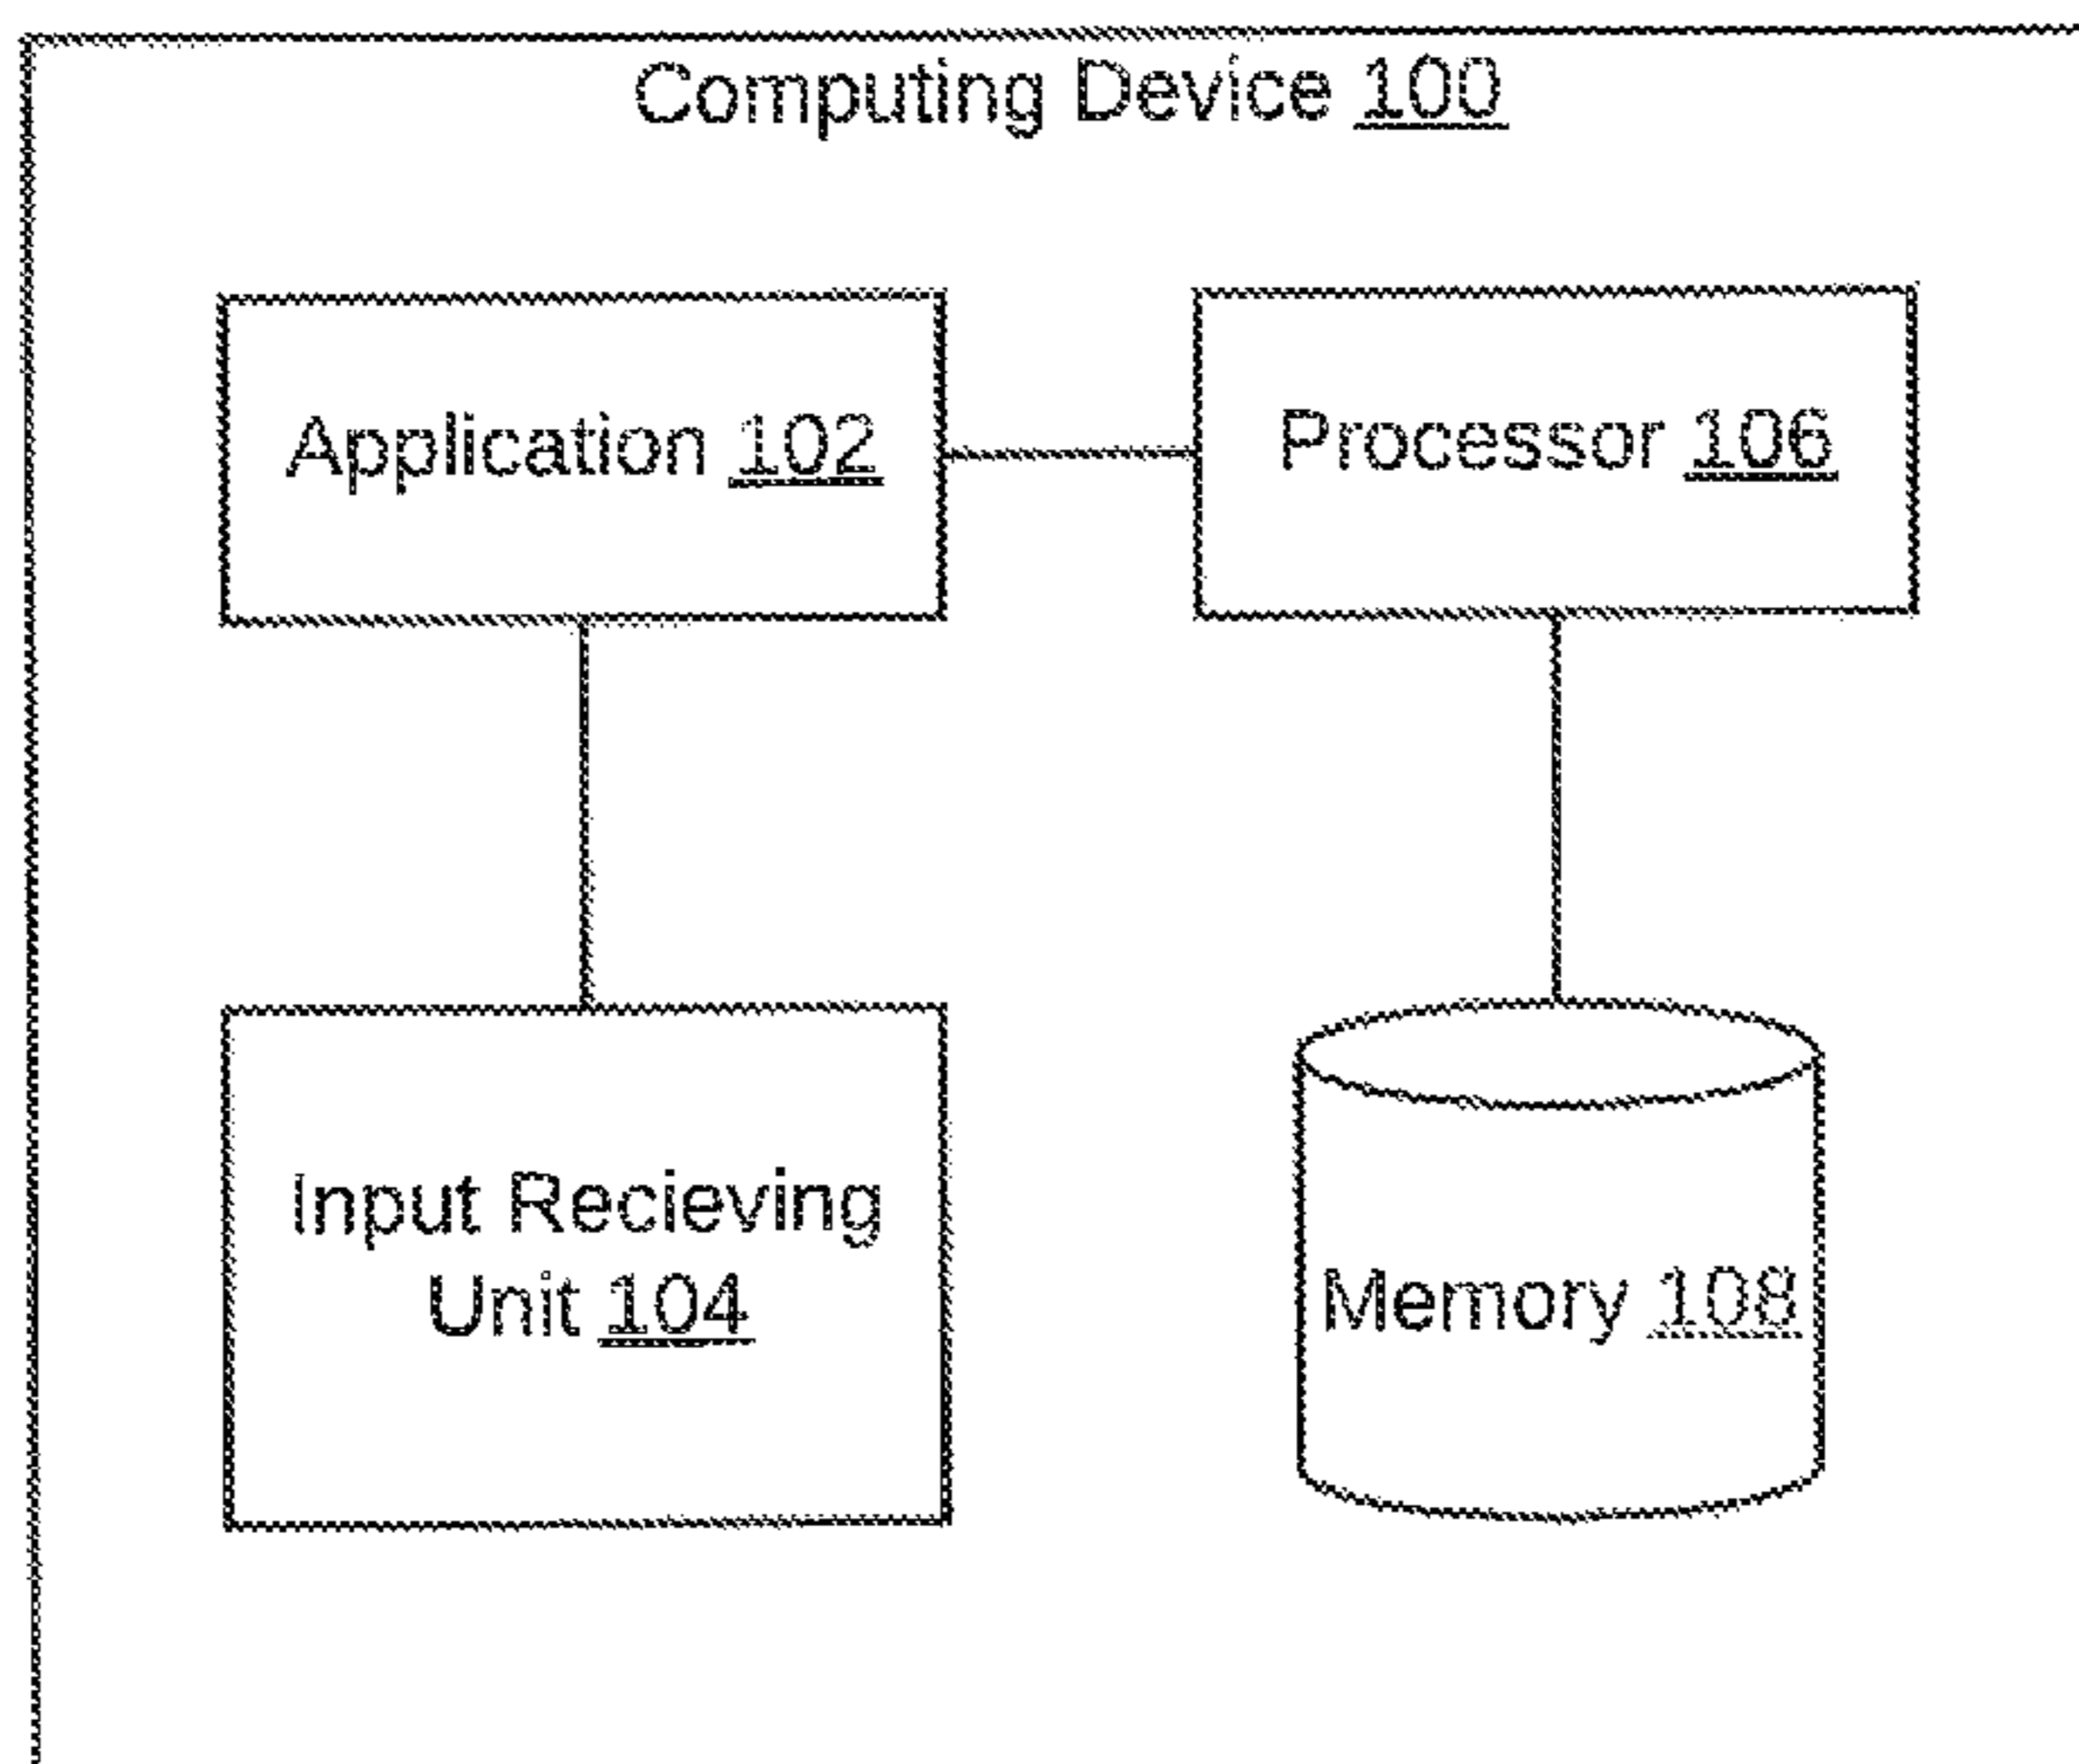 Computing Device 100
Application 102
Processor 106
Input Recieving
Unit 104
Memory 108